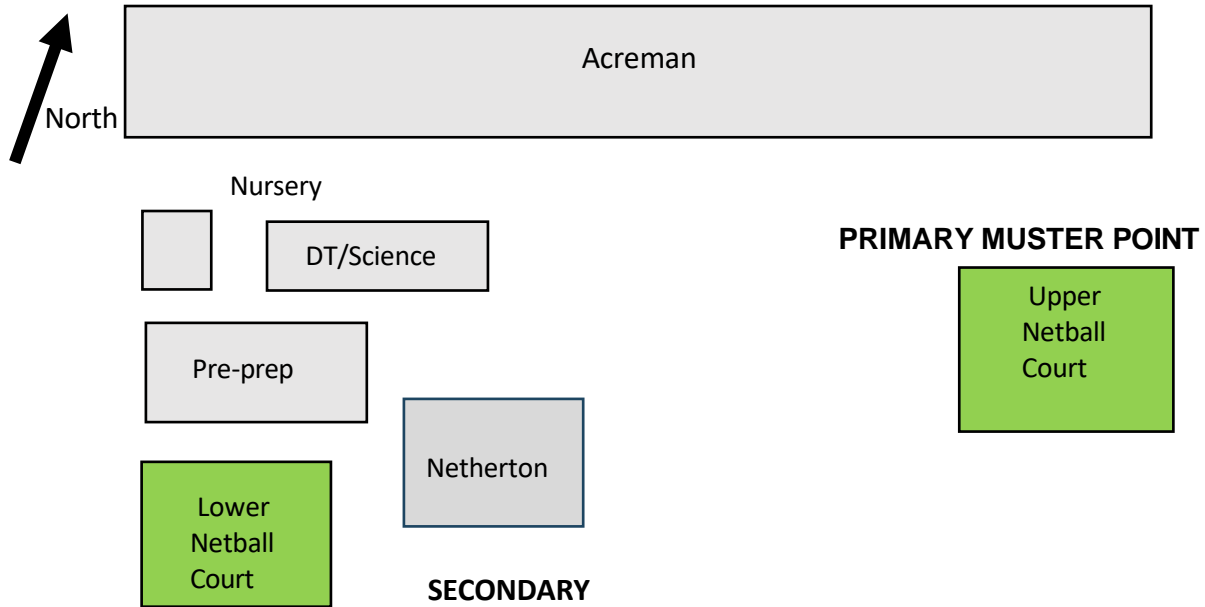 Acreman
North
Nursery
DT/Science
PRIMARY MUSTER POINT
Upper
Netball
Court
Pre-prep
Netherton
Lower
Netball
Court
SECONDARY